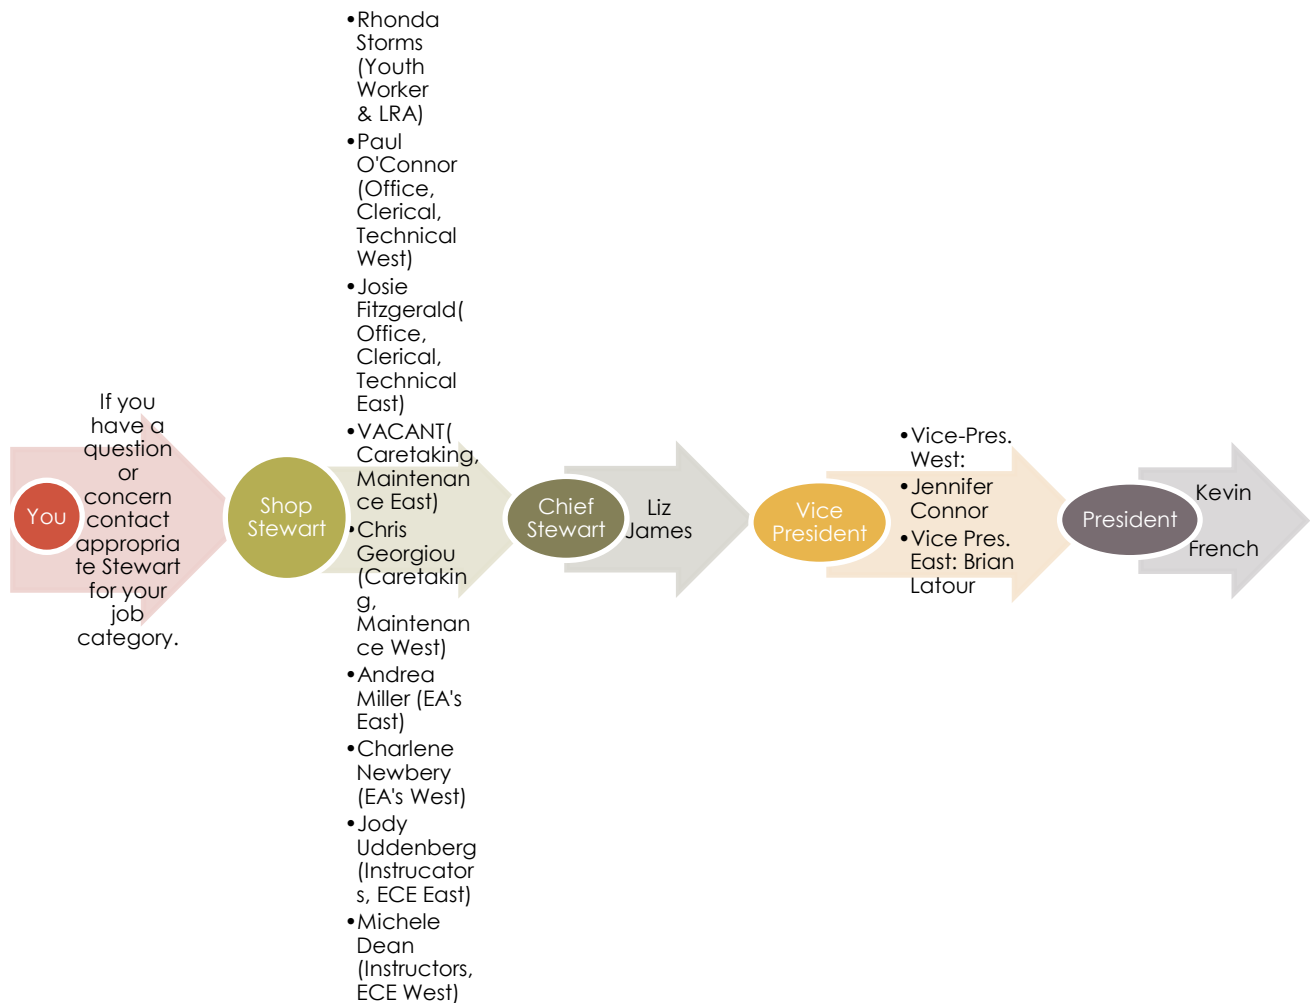 You
If you
have a
question
or
concern
contact
appropria
te Stewart
for your
job
category.
Shop
Stewart
•Rhonda
Storms
(Youth
Worker
& LRA)
•Paul
O'Connor
(Office,
Clerical,
Technical
West)
•Josie
Fitzgerald(
Office,
Clerical,
Technical
East)
•VACANT(
Caretaking,
Maintenan
ce East)
•Chris
Georgiou
(Caretakin
g,
Maintenan
ce West)
•Andrea
Miller (EA's
East)
•Charlene
Newbery
(EA's West)
•Jody
Uddenberg
(Instrucator
s, ECE East)
•Michele
Dean
(Instructors,
ECE West)
Chief
Stewart
Liz
James
Vice
President
•Vice-Pres.
West:
•Jennifer
Connor
•Vice Pres.
East: Brian
Latour
President
Kevin
French